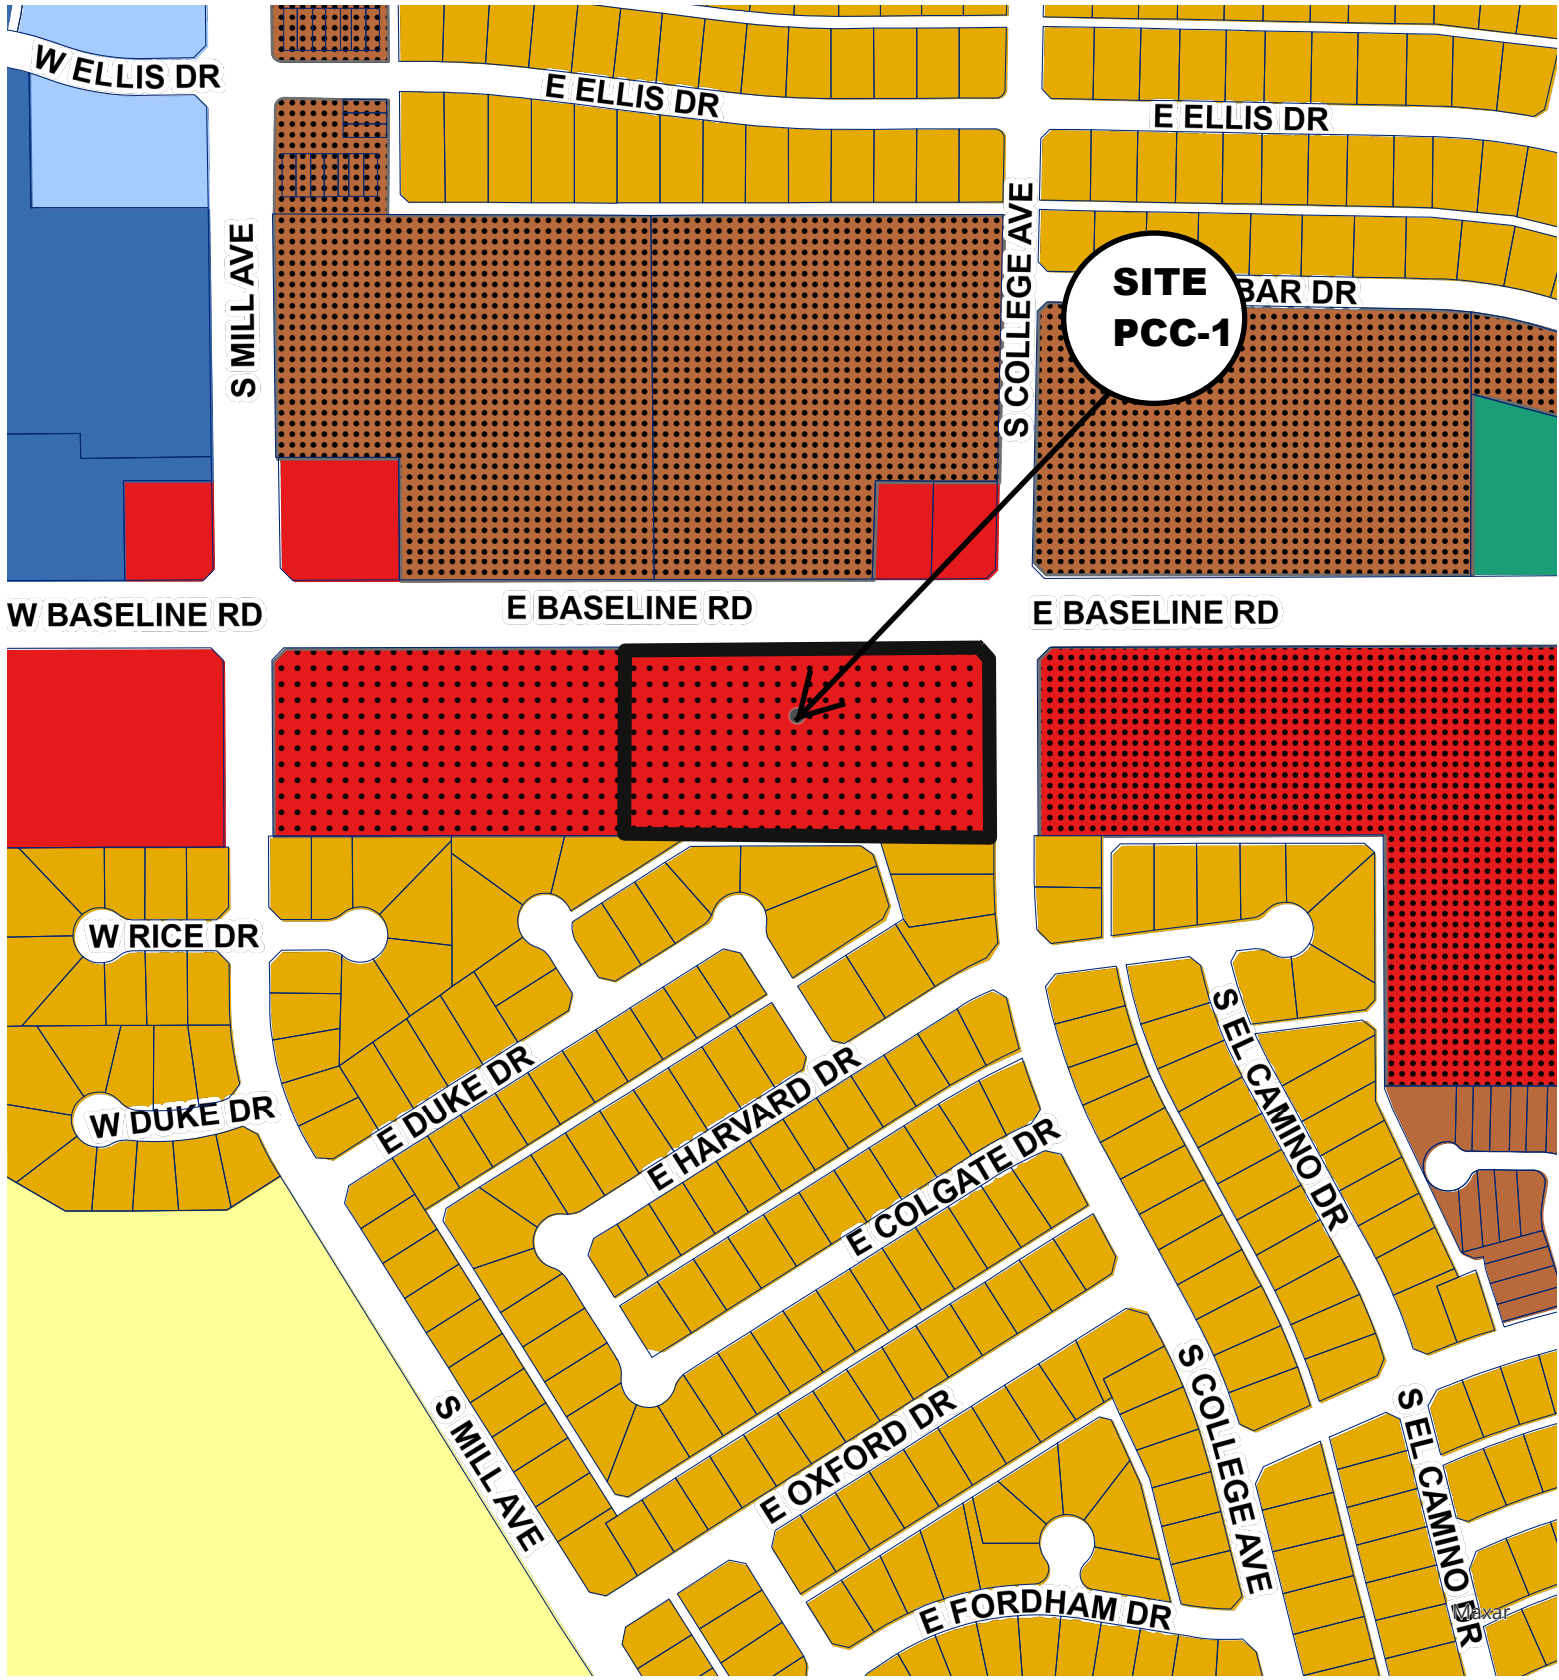 W ELLIS DR
E ELLIS DR
E ELLIS DR
S MILL AVE
S COLLEGE AVE
SITE
PCC-1
BAR DR
W BASELINE RD
E BASELINE RD
E BASELINE RD
W RICE DR
W DUKE DR
E DUKE DR
E HARVARD DR
E COLGATE DR
S EL CAMINO DR
S MILL AVE
E OXFORD DR
S COLLEGE AVE
S EL CAMINO DR
E FORDHAM DR
Maxar